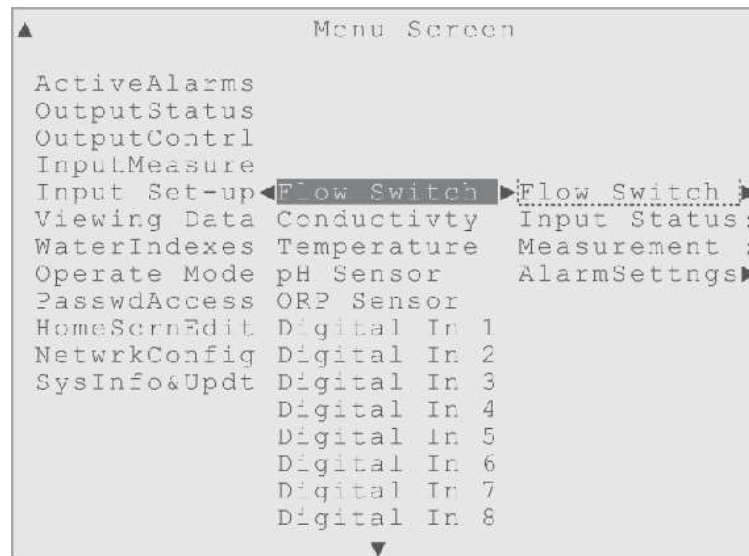 Menu Screen
ActiveAlarms
OutputStatus
OutputContrl
InputMeasure
Input Set-up Flow Switch Flow Switch
Viewing Data Conductivty Input Status:
WaterIndexes Temperature Measurement :
Operate Mode pH Sensor AlarmSettngs
PasswdAccess ORP Sensor
HomeScrnEdit Digital In 1
NetwrkConfig Digital In 2
SysInfo&Updt Digital In 3
Digital In 4
Digital In 5
Digital In 6
Digital In 7
Digital In 8